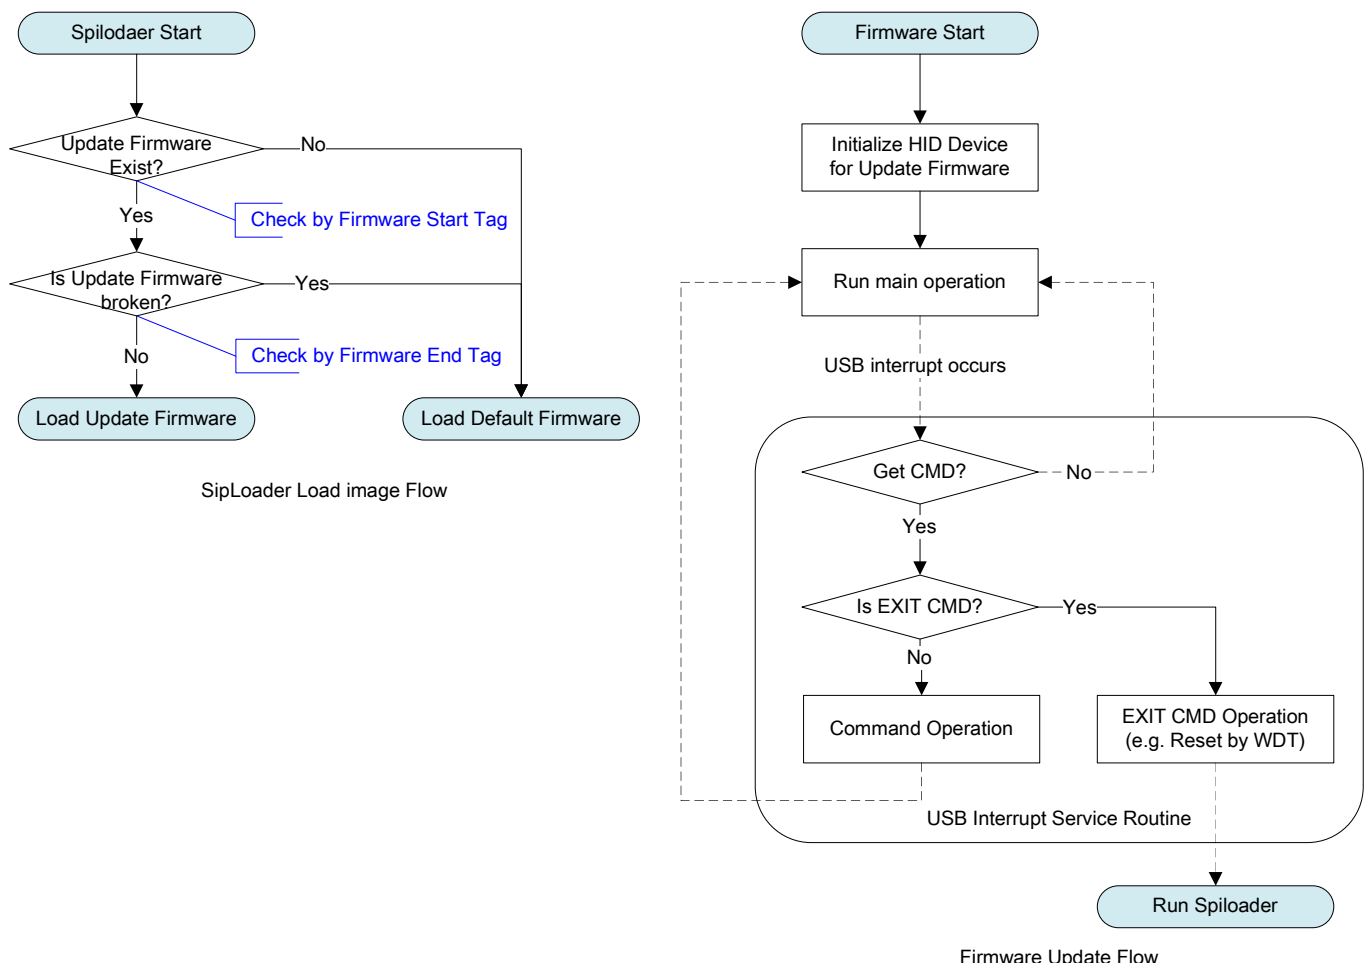 Spilodaer Start
Update Firmware
Exist?
No
Check by Firmware Start Tag
Yes
Is Update Firmware
broken?
Yes
Check by Firmware End Tag
No
Load Update Firmware
Load Default Firmware
SipLoader Load image Flow
Firmware Start
Initialize HID Device
for Update Firmware
Run main operation
USB interrupt occurs
Get CMD?
No
Yes
Is EXIT CMD?
Yes
No
Command Operation
EXIT CMD Operation
(e.g. Reset by WDT)
USB Interrupt Service Routine
Run Spiloader
Firmware Update Flow